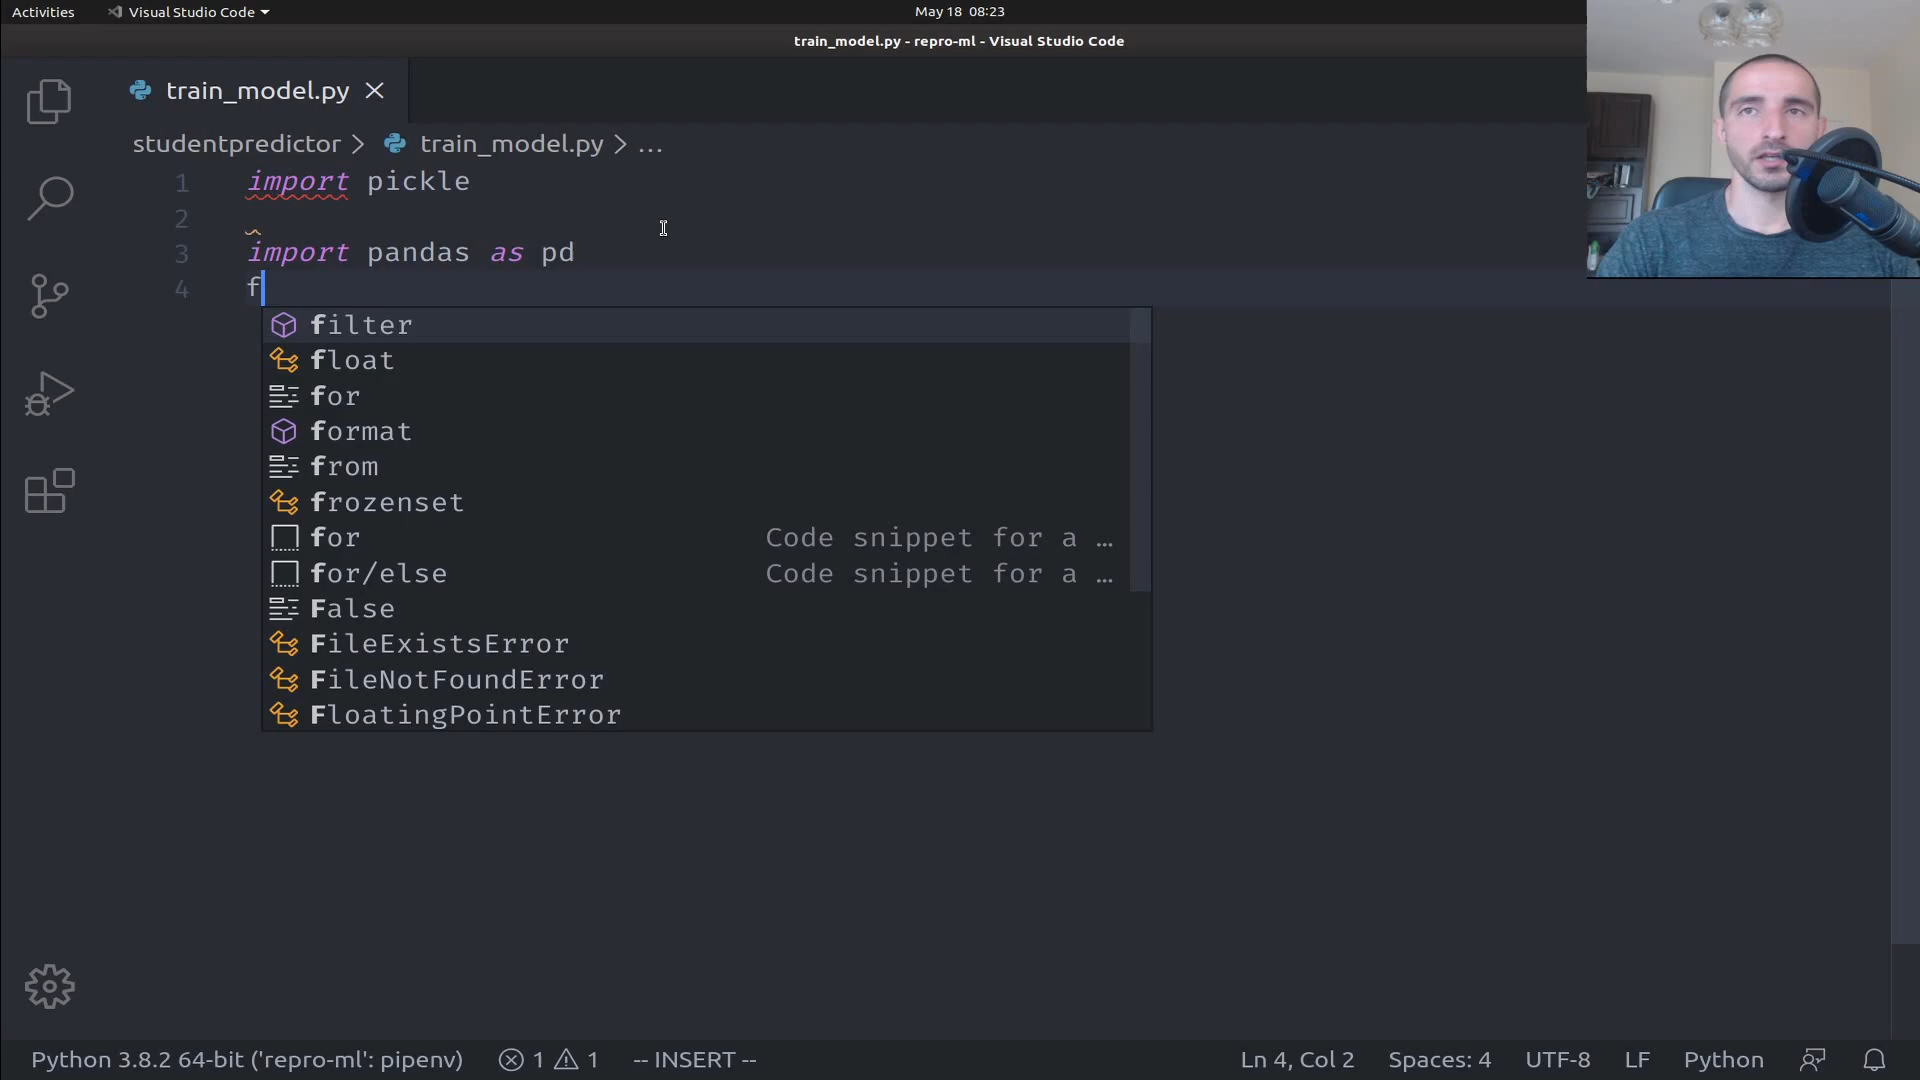 Activities Visual Studio Code May 18 08:23
train_model.py - repro-ml - Visual Studio Code
train_model.py
studentpredictor > train_model.py > ...
1 import pickle
2
3 import pandas as pd
4 f
filter
float
for
format
from
frozenset
for Code snippet for a …
for/else Code snippet for a …
False
FileExistsError
FileNotFoundError
FloatingPointError
Python 3.8.2 64-bit ('repro-ml': pipenv) 1 1 -- INSERT -- Ln 4, Col 2 Spaces: 4 UTF-8 LF Python